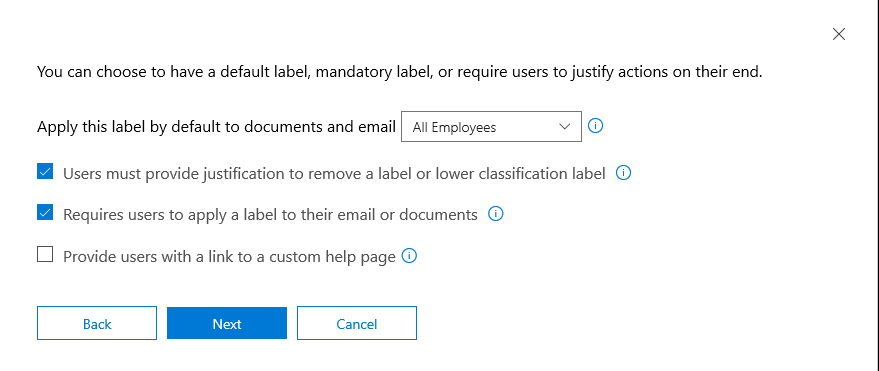 You can choose to have a default label, mandatory label, or require users to justify actions on their end.
Apply this label by default to documents and email All Employees
Users must provide justification to remove a label or lower classification label
Requires users to apply a label to their email or documents
Provide users with a link to a custom help page
Back Next Cancel